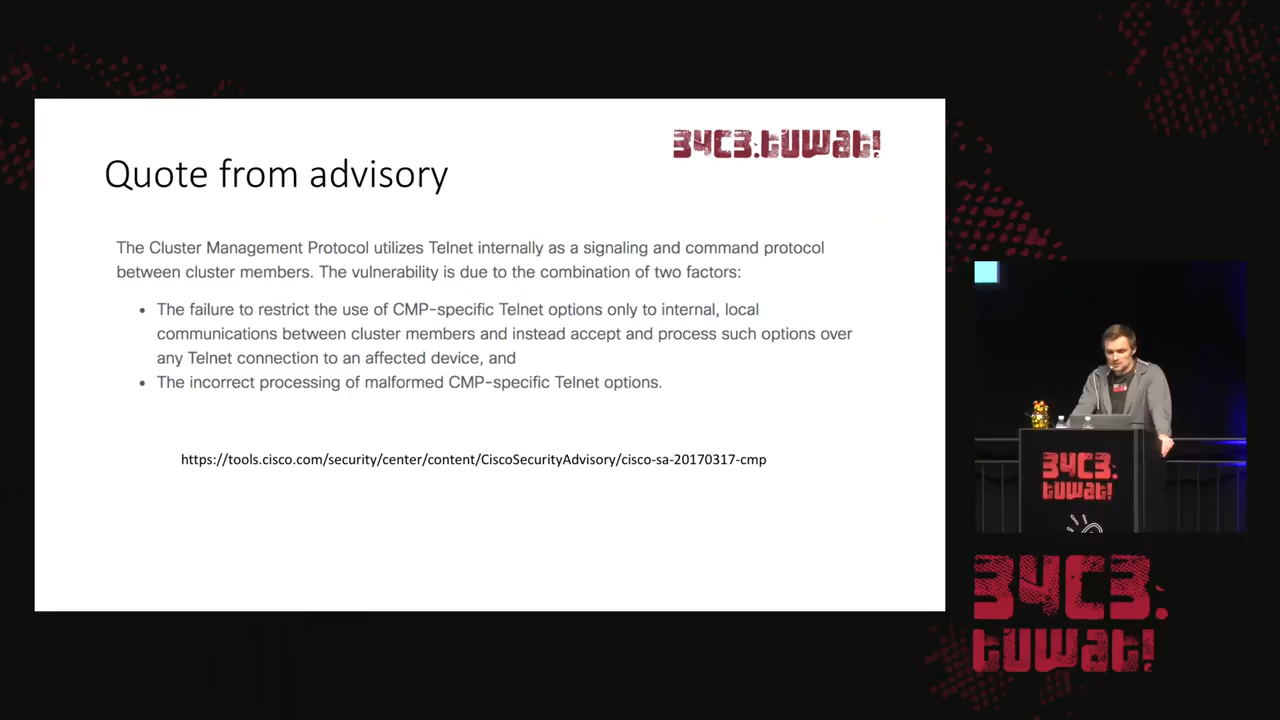 34C3.tuwat!
Quote from advisory
The Cluster Management Protocol utilizes Telnet internally as a signaling and command protocol
between cluster members. The vulnerability is due to the combination of two factors:
• The failure to restrict the use of CMP-specific Telnet options only to internal, local
communications between cluster members and instead accept and process such options over
any Telnet connection to an affected device, and
• The incorrect processing of malformed CMP-specific Telnet options.
https://tools.cisco.com/security/center/content/CiscoSecurityAdvisory/cisco-sa-20170317-cmp
34C3.
tuwat!
34C3.
tuwat!